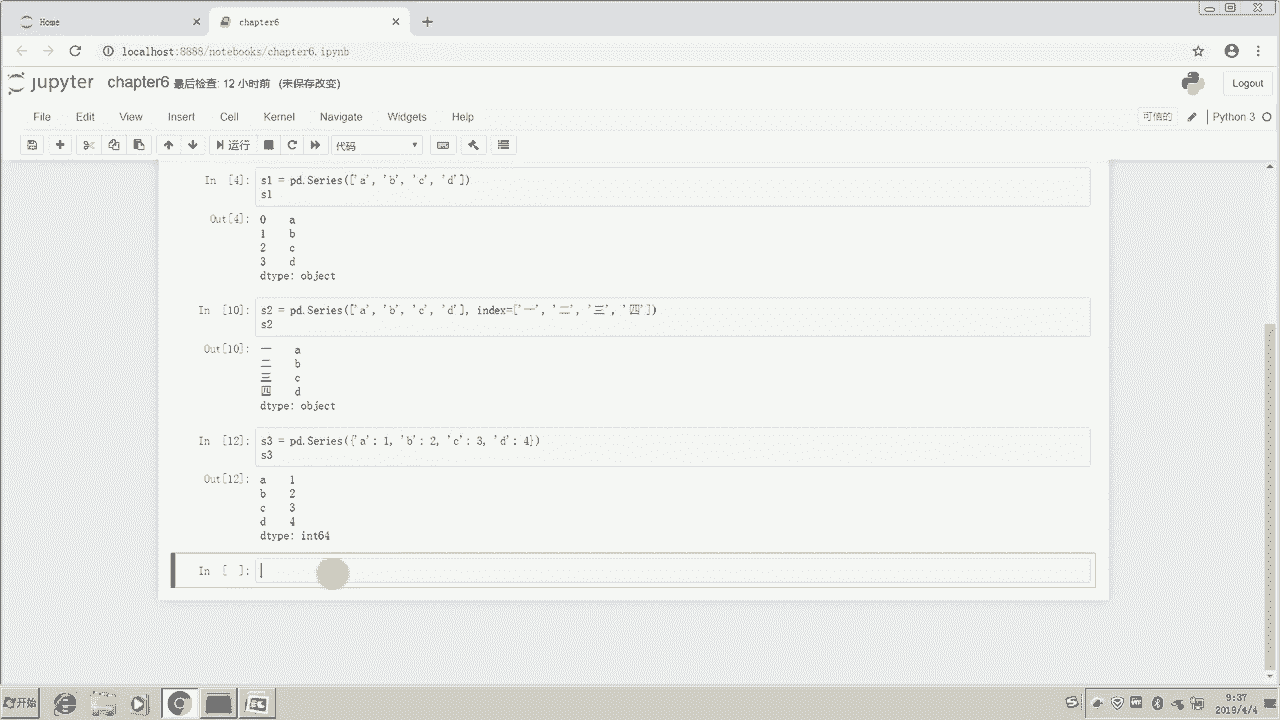 Home
chapter6
localhost:8888/notebooks/chapter6.ipynb
jupyter chapter6 最后检查: 12 小时前 (未保存改变)
Logout
File Edit View Insert Cell Kernel Navigate Widgets Help
可信的 Python 3
运行 代码
In [4]: s1 = pd.Series(['a', 'b', 'c', 'd'])
s1
Out[4]: 0 a
1 b
2 c
3 d
dtype: object
In [10]: s2 = pd.Series(['a', 'b', 'c', 'd'], index=['一', '二', '三', '四'])
s2
Out[10]: 一 a
二 b
三 c
四 d
dtype: object
In [12]: s3 = pd.Series({'a': 1, 'b': 2, 'c': 3, 'd': 4})
s3
Out[12]: a 1
b 2
c 3
d 4
dtype: int64
In [ ]:
开始
9:37
2019/4/4